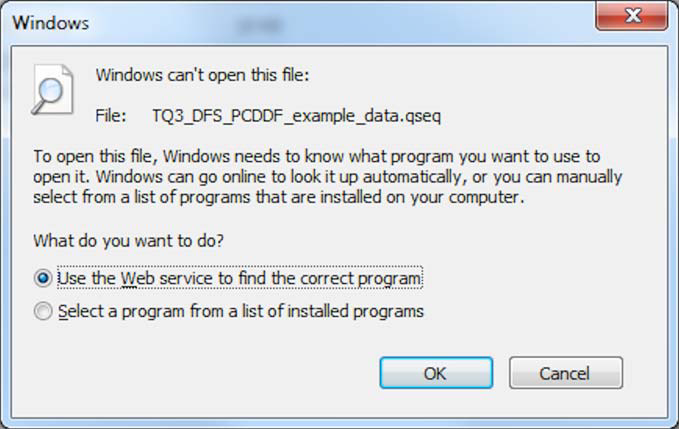 Windows
Windows can't open this file:
File: TQ3_DFS_PCDDF_example_data.qseq
To open this file, Windows needs to know what program you want to use to
open it. Windows can go online to look it up automatically, or you can manually
select from a list of programs that are installed on your computer.
What do you want to do?
Use the Web service to find the correct program
Select a program from a list of installed programs
OK Cancel